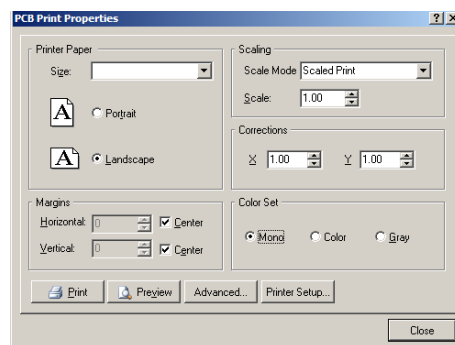 PCB Print Properties
Printer Paper
Size:
A
Portrait
A
Landscape
Scaling
Scale Mode Scaled Print
Scale: 1.00
Corrections
X 1.00 Y 1.00
Margins
Horizontal: 0 Center
Vertical: 0 Center
Color Set
Mono Color Gray
Print Preview Advanced... Printer Setup...
Close